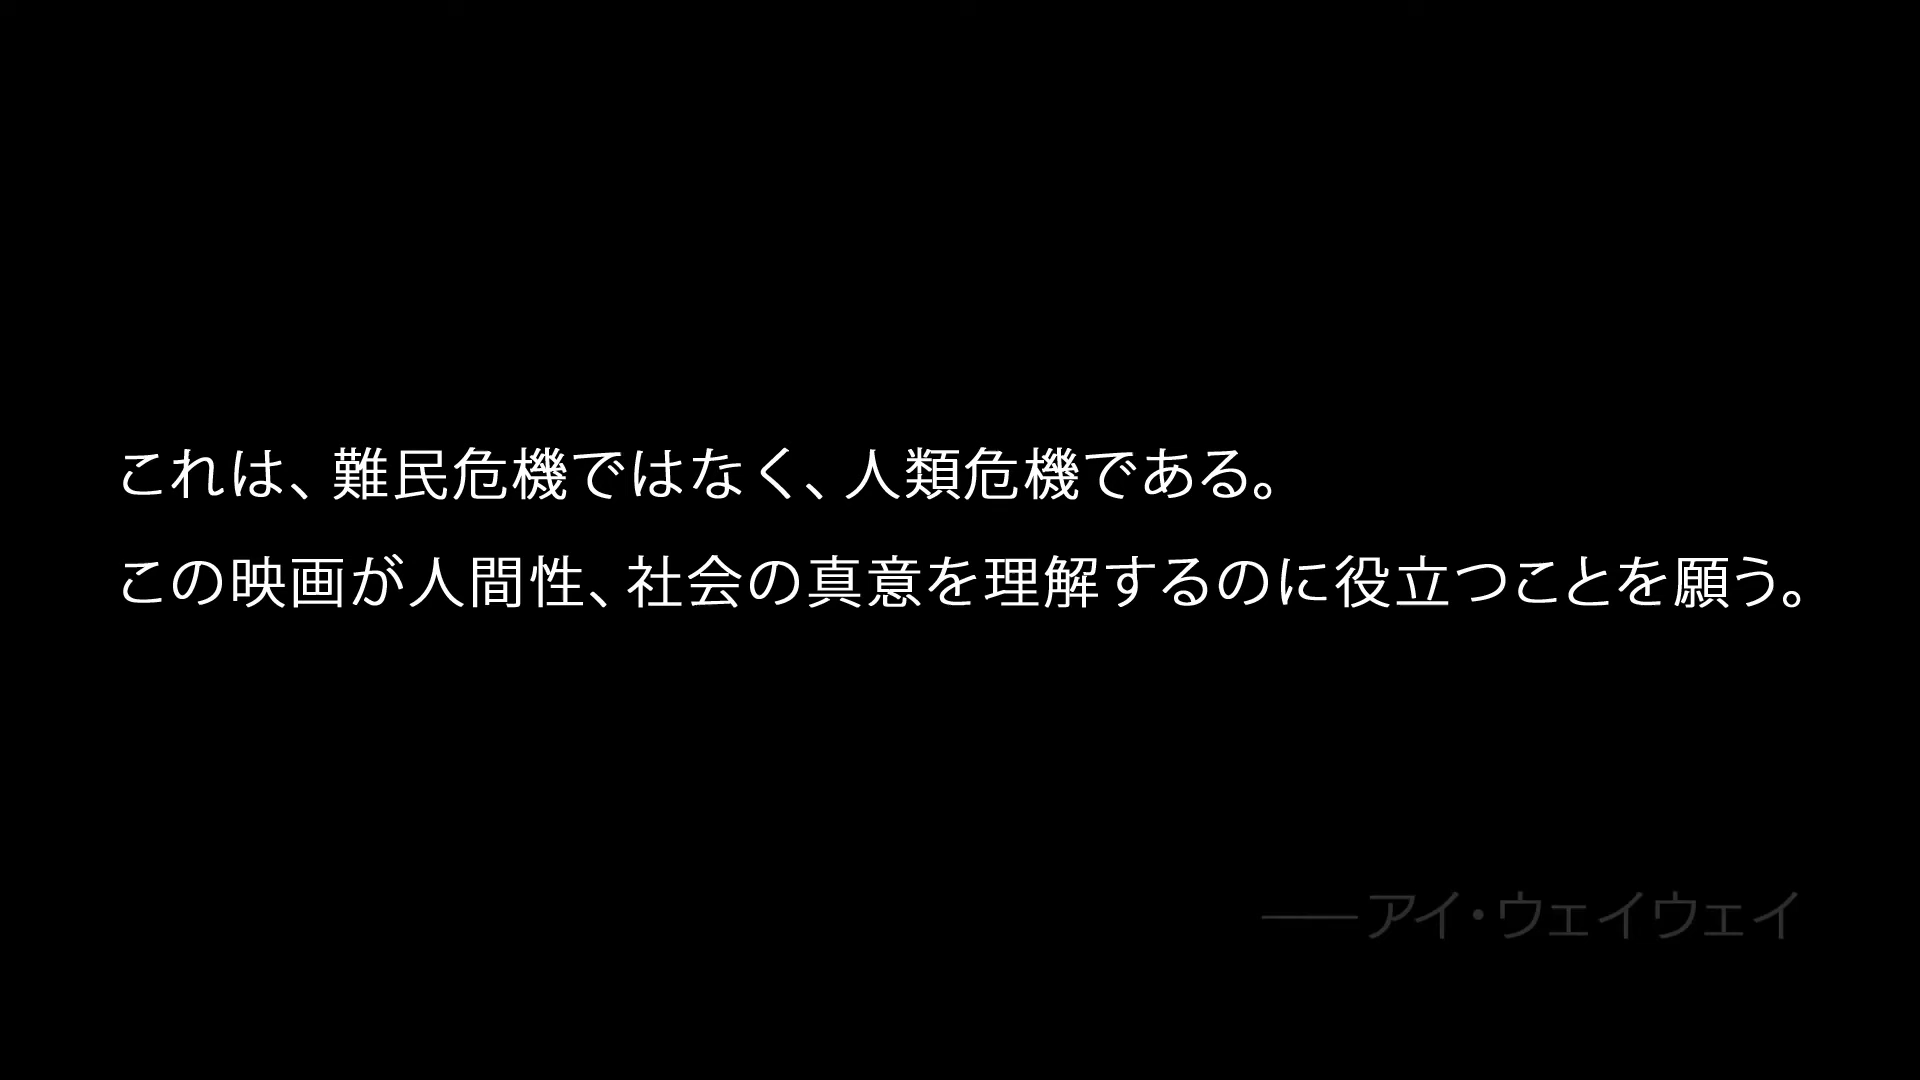 これは、難民危機ではなく、人類危機である。
この映画が人間性、社会の真意を理解するのに役立つことを願う。
——アイ・ウェイウェイ